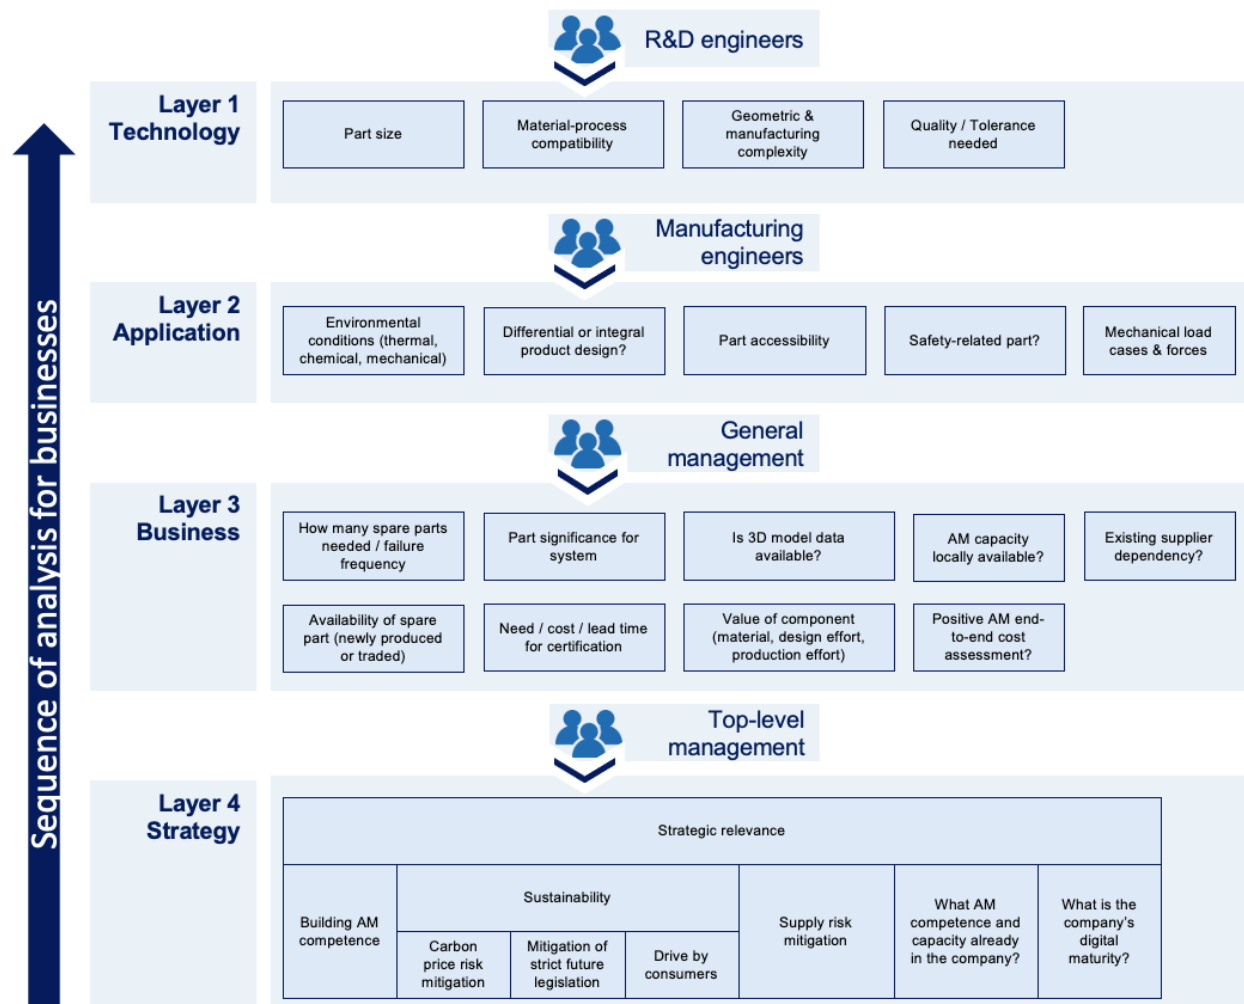 R&D engineers
Layer 1
Technology
Part size
Material-process
compatibility
Geometric &
manufacturing
complexity
Quality / Tolerance
needed
Manufacturing
engineers
Layer 2
Application
Environmental
conditions (thermal,
chemical, mechanical)
Differential or integral
product design?
Part accessibility
Safety-related part?
Mechanical load
cases & forces
General
management
Layer 3
Business
How many spare parts
needed / failure
frequency
Part significance for
system
Is 3D model data
available?
AM capacity
locally available?
Existing supplier
dependency?
Availability of spare
part (newly produced
or traded)
Need / cost / lead time
for certification
Value of component
(material, design effort,
production effort)
Positive AM end-
to-end cost
assessment?
Top-level
management
Layer 4
Strategy
Strategic relevance
Building AM
competence
Sustainability
Carbon
price risk
mitigation
Mitigation of
strict future
legislation
Drive by
consumers
Supply risk
mitigation
What AM
competence and
capacity already
in the company?
What is the
company's
digital
maturity?
Sequence of analysis for businesses